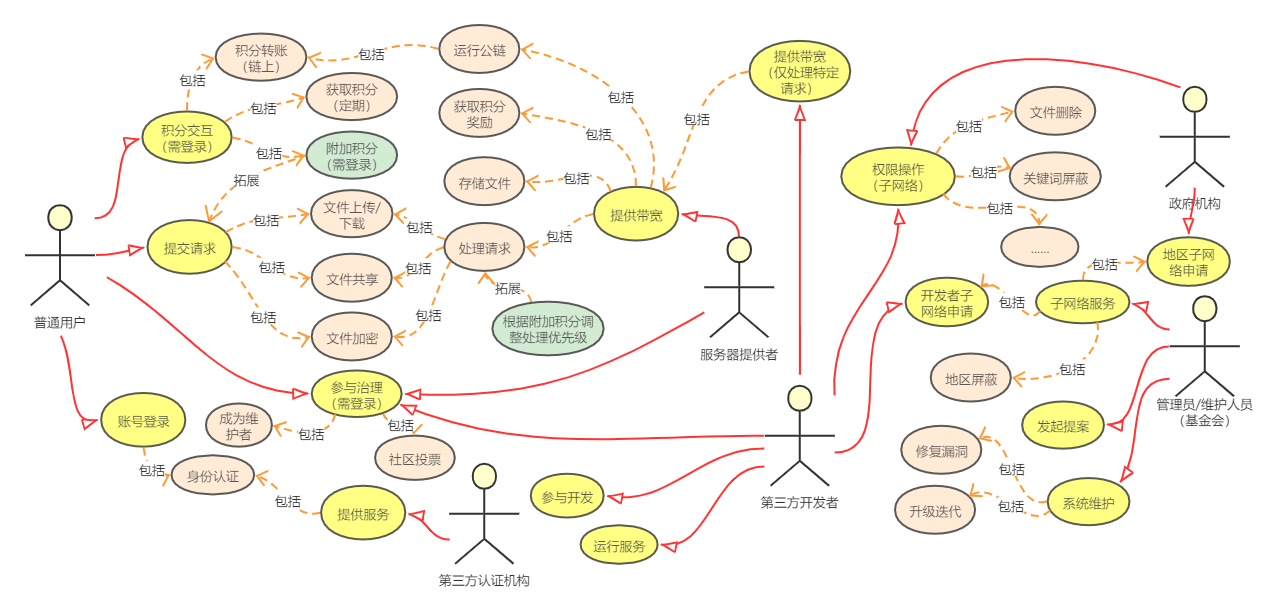 积分转账
（链上）
包括
运行公链
提供带宽
（仅处理特定
请求）
包括
获取积分
（定期）
包括
包括
获取积分
奖励
包括
包括
文件删除
包括
积分交互
（需登录）
包括
附加积分
（需登录）
拓展
存储文件
包括
权限操作
（子网络）
包括
关键词屏蔽
政府机构
包括
……
文件上传/
下载
包括
包括
提供带宽
包括
提交请求
处理请求
包括
文件共享
包括
拓展
地区子网
络申请
包括
开发者子
网络申请
包括
子网络服务
普通用户
包括
文件加密
包括
根据附加积分调
整处理优先级
服务器提供者
地区屏蔽
包括
参与治理
（需登录）
管理员/维护人员
（基金会）
账号登录
成为维
护者
包括
包括
社区投票
发起提案
修复漏洞
包括
包括
身份认证
包括
提供服务
参与开发
第三方开发者
升级迭代
包括
系统维护
运行服务
第三方认证机构